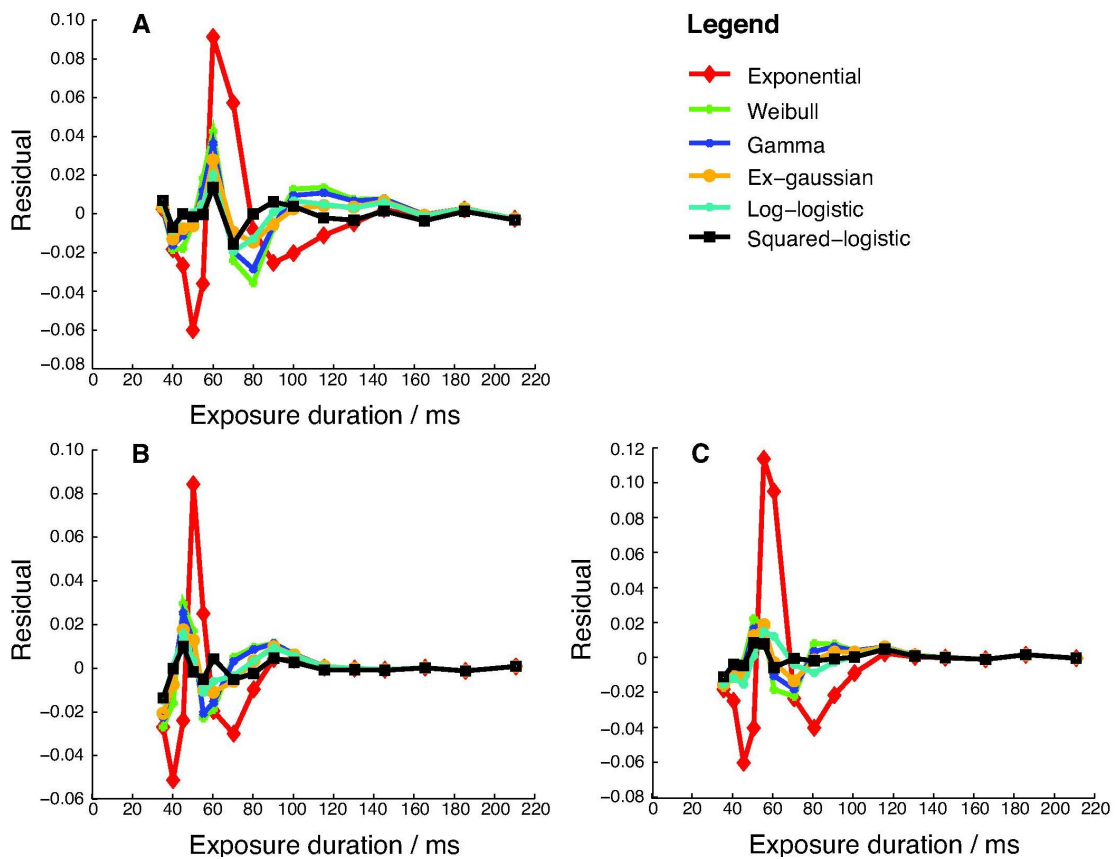 A
Legend
Exponential
Weibull
Gamma
Ex-gaussian
Log-logistic
Squared-logistic
Residual
0.10
0.08
0.06
0.04
0.02
0
-0.02
-0.04
-0.06
-0.08
0 20 40 60 80 100 120 140 160 180 200 220
Exposure duration / ms
B
Residual
0.10
0.08
0.06
0.04
0.02
0
-0.02
-0.04
-0.06
0 20 40 60 80 100 120 140 160 180 200 220
Exposure duration / ms
C
Residual
0.12
0.10
0.08
0.06
0.04
0.02
0
-0.02
-0.04
-0.06
-0.08
0 20 40 60 80 100 120 140 160 180 200 220
Exposure duration / ms